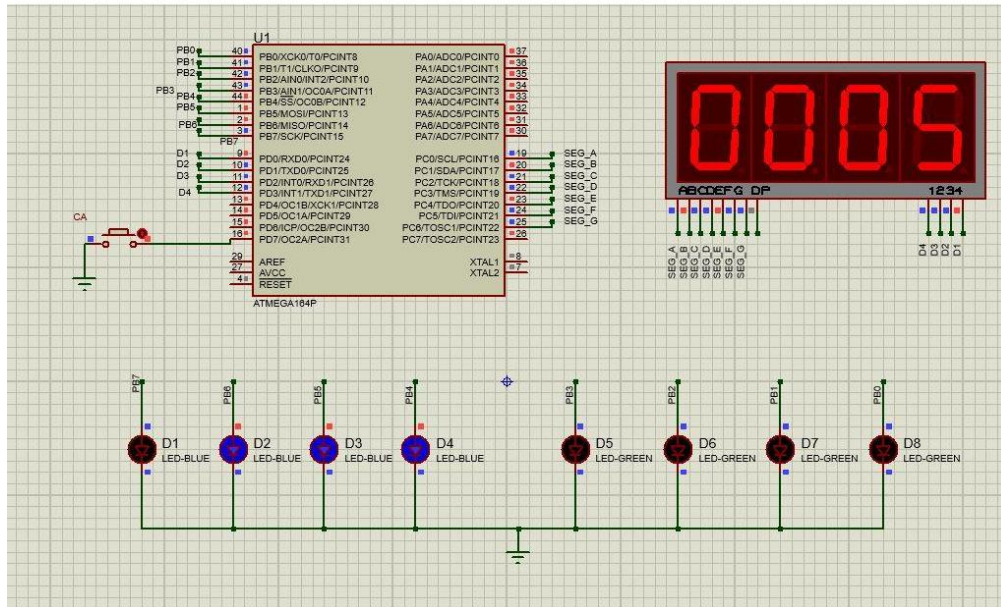 U1
PB0 40 PB0/XCK0/T0/PCINT8 PA0/ADC0/PCINT0 37
PB1 41 PB1/T1/CLKO/PCINT9 PA1/ADC1/PCINT1 36
PB2 42 PB2/AIN0/INT2/PCINT10 PA2/ADC2/PCINT2 35
PB3 43 PB3/AIN1/OC0A/PCINT11 PA3/ADC3/PCINT3 34
PB4 44 PB4/SS/OC0B/PCINT12 PA4/ADC4/PCINT4 33
PB5 1 PB5/MOSI/PCINT13 PA5/ADC5/PCINT5 32
PB6 2 PB6/MISO/PCINT14 PA6/ADC6/PCINT6 31
PB7 3 PB7/SCK/PCINT15 PA7/ADC7/PCINT7 30
D1 9 PD0/RXD0/PCINT24 PC0/SCL/PCINT16 19 SEG_A
D2 10 PD1/TXD0/PCINT25 PC1/SDA/PCINT17 20 SEG_B
D3 11 PD2/INT0/RXD1/PCINT26 PC2/TCK/PCINT18 21 SEG_C
D4 12 PD3/INT1/TXD1/PCINT27 PC3/TMS/PCINT19 22 SEG_D
13 PD4/OC1B/XCK1/PCINT28 PC4/TDO/PCINT20 23 SEG_E
14 PD5/OC1A/PCINT29 PC5/TDI/PCINT21 24 SEG_F
15 PD6/ICP/OC2B/PCINT30 PC6/TOSC1/PCINT22 25 SEG_G
16 PD7/OC2A/PCINT31 PC7/TOSC2/PCINT23 26
CA
29 AREF XTAL1 8
27 AVCC XTAL2 7
4 RESET
ATMEGA164P
0005
ABCDEFG DP 1234
SEG_A SEG_B SEG_C SEG_D SEG_E SEG_F SEG_G D4 D3 D2 D1
PB7 PB6 PB5 PB4 PB3 PB2 PB1 PB0
D1 D2 D3 D4 D5 D6 D7 D8
LED-BLUE LED-BLUE LED-BLUE LED-BLUE LED-GREEN LED-GREEN LED-GREEN LED-GREEN